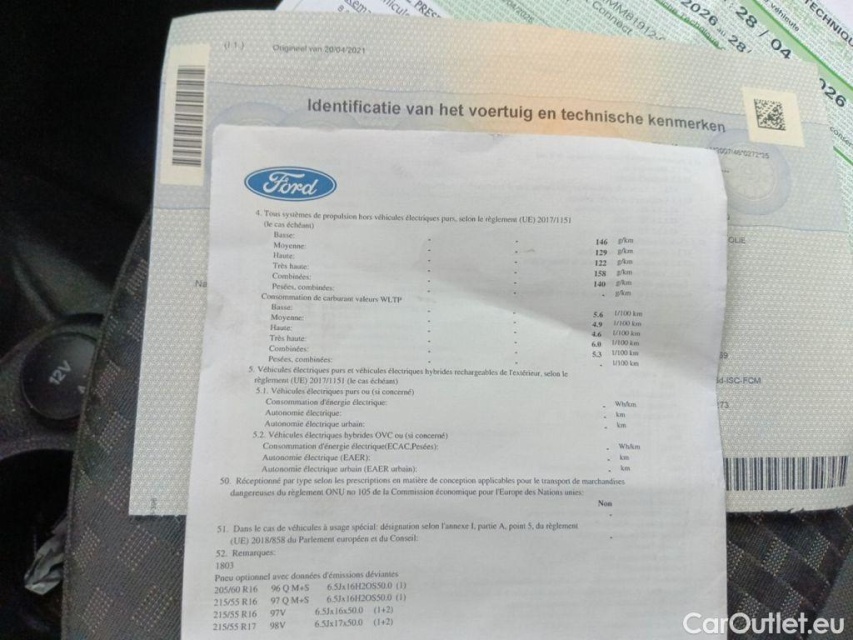 (I 1.) Origineel van 20/04/2021
Identificatie van het voertuig en technische kenmerken
Connect
2026
28 / 04
Ford
4. Tous systèmes de propulsion hors véhicules électriques purs, selon le règlement (UE) 2017/1151
(le cas échéant)
Basse: - - 146 g/km
Moyenne: - - 129 g/km
Haute: - - 122 g/km
Très haute: - - 158 g/km
Combinées: - - 140 g/km
Pesées, combinées: - - - g/km
Consommation de carburant valeurs WLTP
Basse: - - 5.6 l/100 km
Moyenne: - - 4.9 l/100 km
Haute: - - 4.6 l/100 km
Très haute: - - 6.0 l/100 km
Combinées: - - 5.3 l/100 km
Pesées, combinées: - - - l/100 km
5. Véhicules électriques purs et véhicules électriques hybrides rechargeables de l'extérieur, selon le
règlement (UE) 2017/1151 (le cas échéant)
5.1. Véhicules électriques purs ou (si concerné)
Consommation d'énergie électrique: - Wh/km
Autonomie électrique: - km
Autonomie électrique urbain: - km
5.2. Véhicules électriques hybrides OVC ou (si concerné)
Consommation d'énergie électrique(ECAC,Pesées): - Wh/km
Autonomie électrique (EAER): - km
Autonomie électrique urbain (EAER urbain): - km
50. Réceptionné par type selon les prescriptions en matière de conception applicables pour le transport de marchandises
dangereuses du règlement ONU no 105 de la Commission économique pour l'Europe des Nations unies:
Non
-
51. Dans le cas de véhicules à usage spécial: désignation selon l'annexe I, partie A, point 5, du règlement
(UE) 2018/858 du Parlement européen et du Conseil: -
52. Remarques:
1803
Pneu optionnel avec données d'émissions déviantes
205/60 R16 96 Q M+S 6.5Jx16H2OS50.0 (1)
215/55 R16 97 Q M+S 6.5Jx16H2OS50.0 (1)
215/55 R16 97V 6.5Jx16x50.0 (1+2)
215/55 R17 98V 6.5Jx17x50.0 (1+2)
QUE
d-ISC-FCM
73
12V
CarOutlet.eu